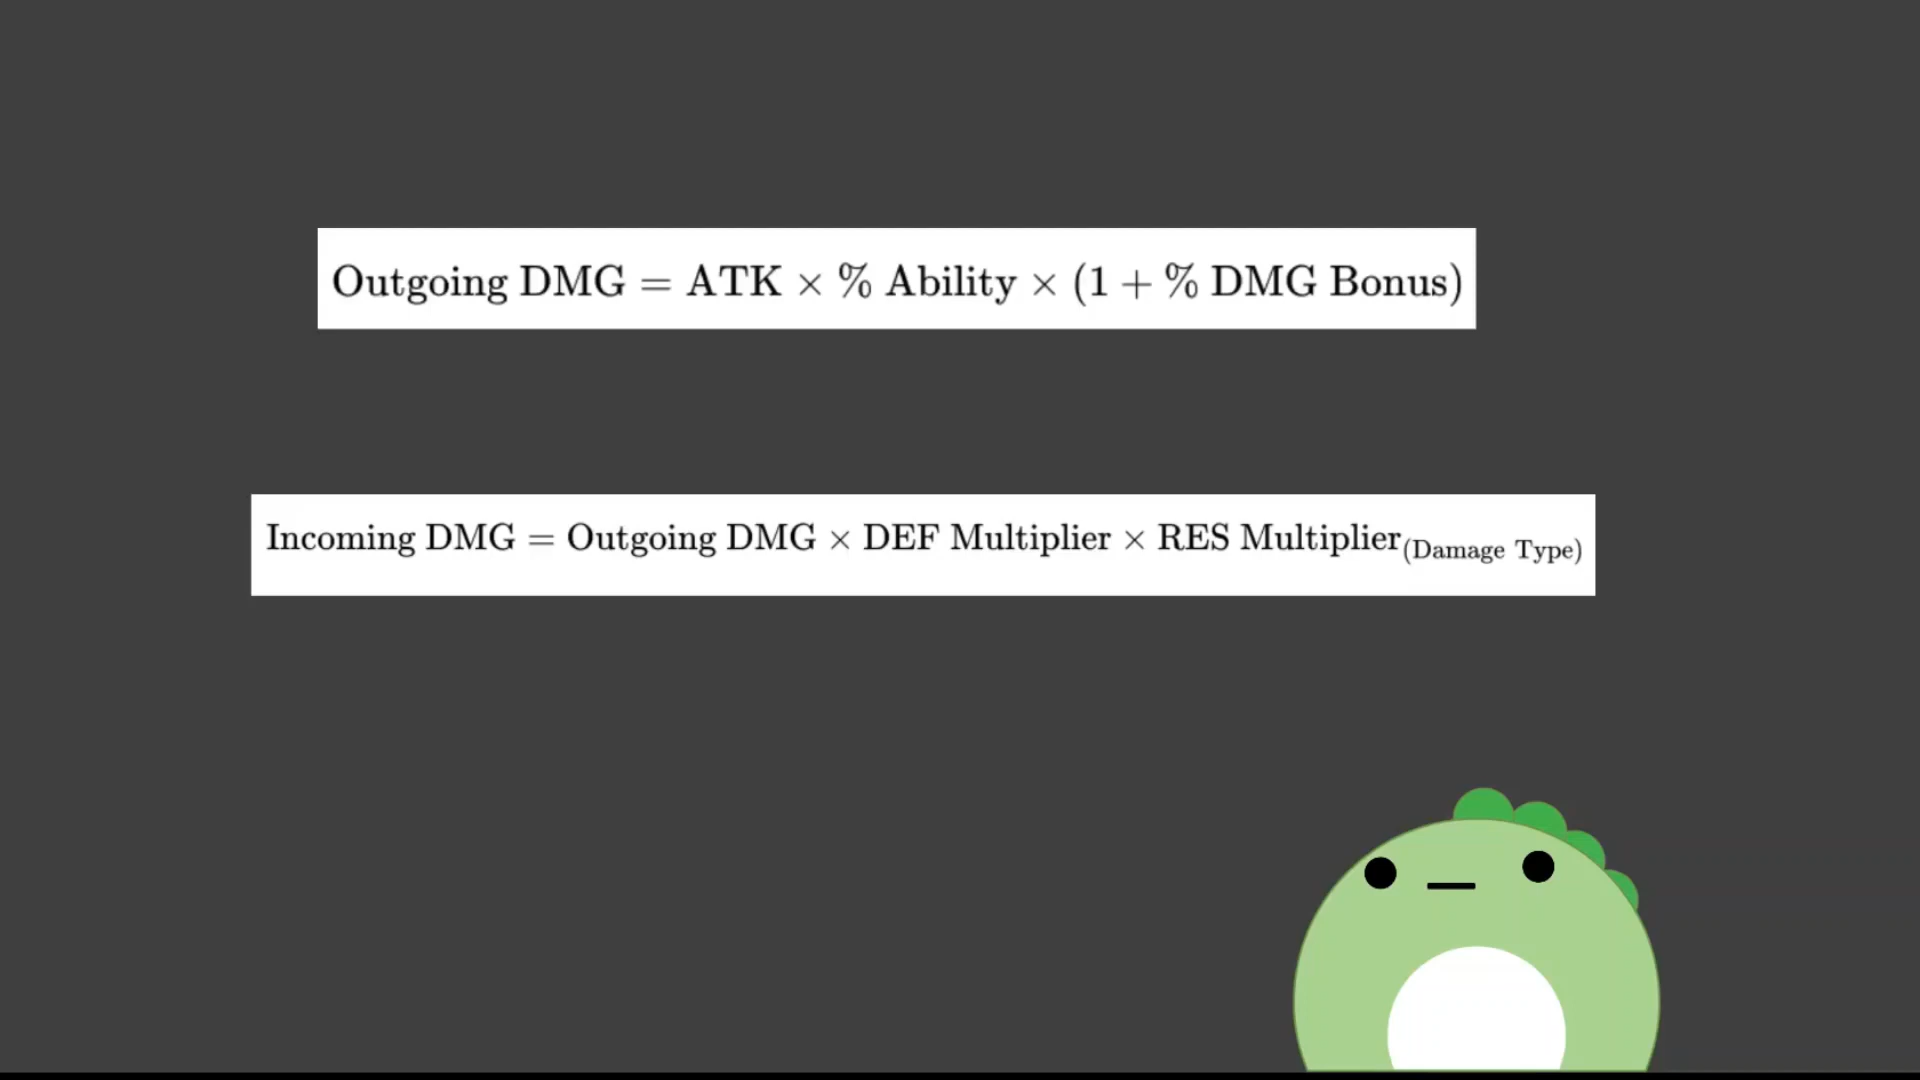 Outgoing DMG = ATK × % Ability × (1 + % DMG Bonus)
Incoming DMG = Outgoing DMG × DEF Multiplier × RES Multiplier(Damage Type)